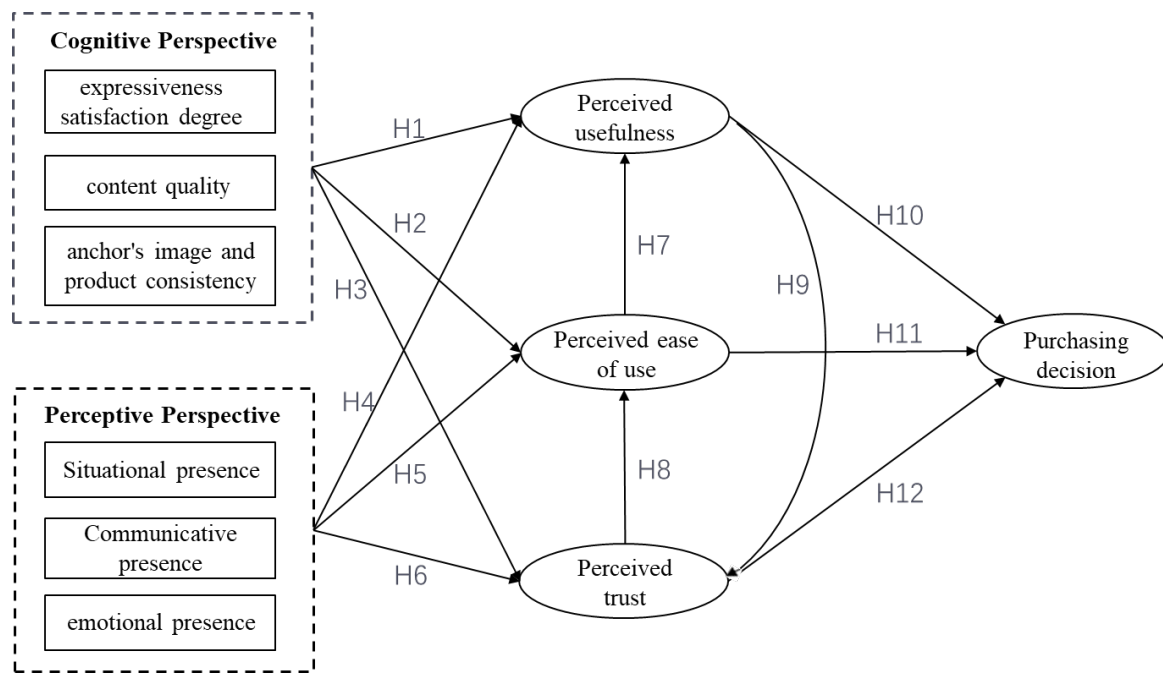 Cognitive Perspective
expressiveness
satisfaction degree
content quality
anchor's image and
product consistency
Perceptive Perspective
Situational presence
Communicative
presence
emotional presence
H1
H2
H3
H4
H5
H6
Perceived
usefulness
H7
Perceived ease
of use
H8
Perceived
trust
H9
H10
H11
H12
Purchasing
decision